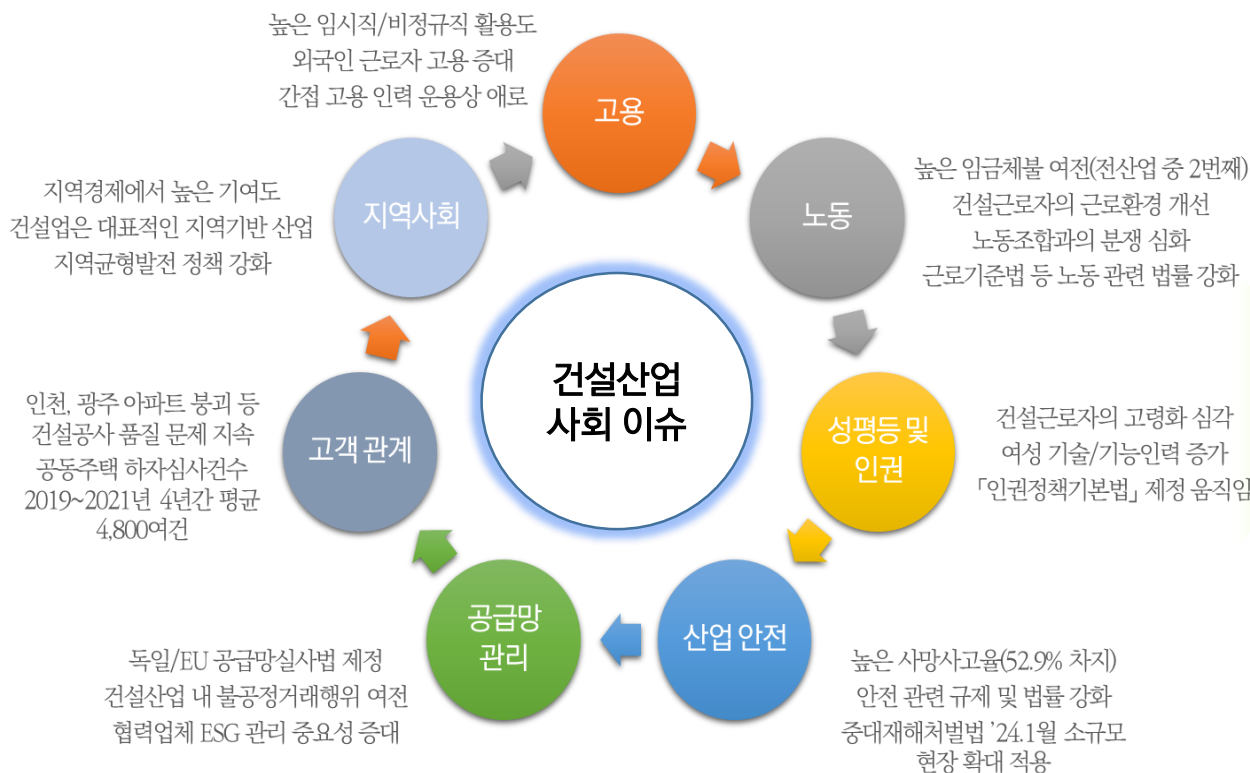 높은 임시직/비정규직 활용도
외국인 근로자 고용 증대
간접 고용 인력 운용상 애로
고용
높은 임금체불 여전(전산업 중 2번째)
건설근로자의 근로환경 개선
노동조합과의 분쟁 심화
근로기준법 등 노동 관련 법률 강화
노동
지역경제에서 높은 기여도
건설업은 대표적인 지역기반 산업
지역균형발전 정책 강화
지역사회
건설산업
사회 이슈
인천, 광주 아파트 붕괴 등
건설공사 품질 문제 지속
공동주택 하자심사건수
2019~2021년 4년간 평균
4,800여건
고객 관계
성평등 및
인권
건설근로자의 고령화 심각
여성 기술/기능인력 증가
「인권정책기본법」 제정 움직임
공급망
관리
독일/EU 공급망실사법 제정
건설산업 내 불공정거래행위 여전
협력업체 ESG 관리 중요성 증대
산업 안전
높은 사망사고율(52.9% 차지)
안전 관련 규제 및 법률 강화
중대재해처벌법 ’24.1월 소규모
현장 확대 적용